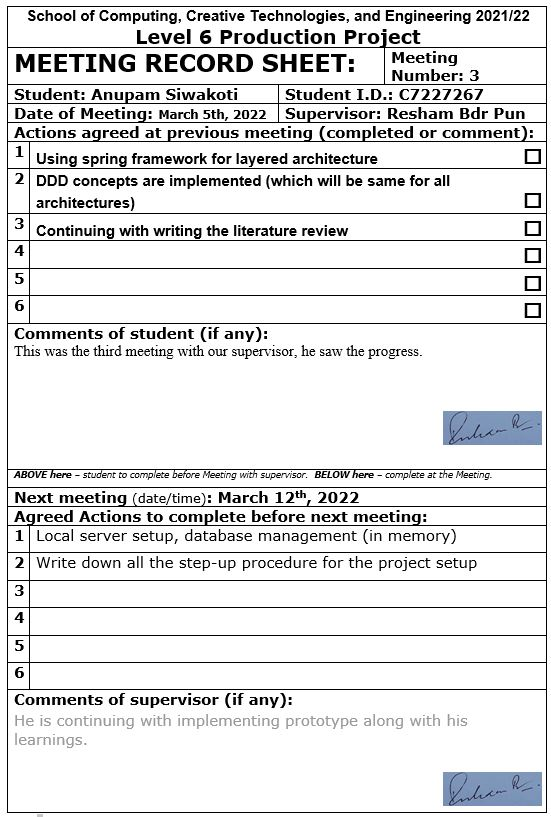 School of Computing, Creative Technologies, and Engineering 2021/22
Level 6 Production Project
MEETING RECORD SHEET:
Meeting
Number: 3
Student: Anupam Siwakoti
Student I.D.: C7227267
Date of Meeting: March 5th, 2022
Supervisor: Resham Bdr Pun
Actions agreed at previous meeting (completed or comment):
1 Using spring framework for layered architecture
2 DDD concepts are implemented (which will be same for all
architectures)
3 Continuing with writing the literature review
4
5
6
Comments of student (if any):
This was the third meeting with our supervisor, he saw the progress.
ABOVE here – student to complete before Meeting with supervisor. BELOW here – complete at the Meeting.
Next meeting (date/time): March 12th, 2022
Agreed Actions to complete before next meeting:
1 Local server setup, database management (in memory)
2 Write down all the step-up procedure for the project setup
3
4
5
6
Comments of supervisor (if any):
He is continuing with implementing prototype along with his
learnings.